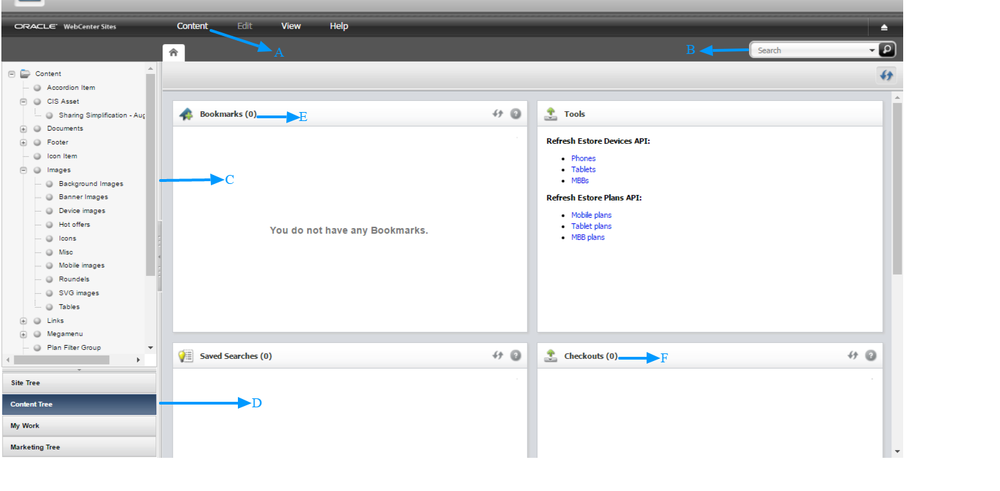 ORACLE WebCenter Sites Content Edit View Help
A
B Search
Content
Accordion Item
CIS Asset
Sharing Simplification - Aug
Documents
Footer
Icon Item
Images
Background Images
Banner Images
Device images
Hot offers
Icons
Misc
Mobile images
Roundels
SVG images
Tables
Links
Megamenu
Plan Filter Group
Site Tree
Content Tree
My Work
Marketing Tree
C
D
Bookmarks (0) E
You do not have any Bookmarks.
Tools
Refresh Estore Devices API:
Phones
Tablets
MBBs
Refresh Estore Plans API:
Mobile plans
Tablet plans
MBB plans
Saved Searches (0)
Checkouts (0) F